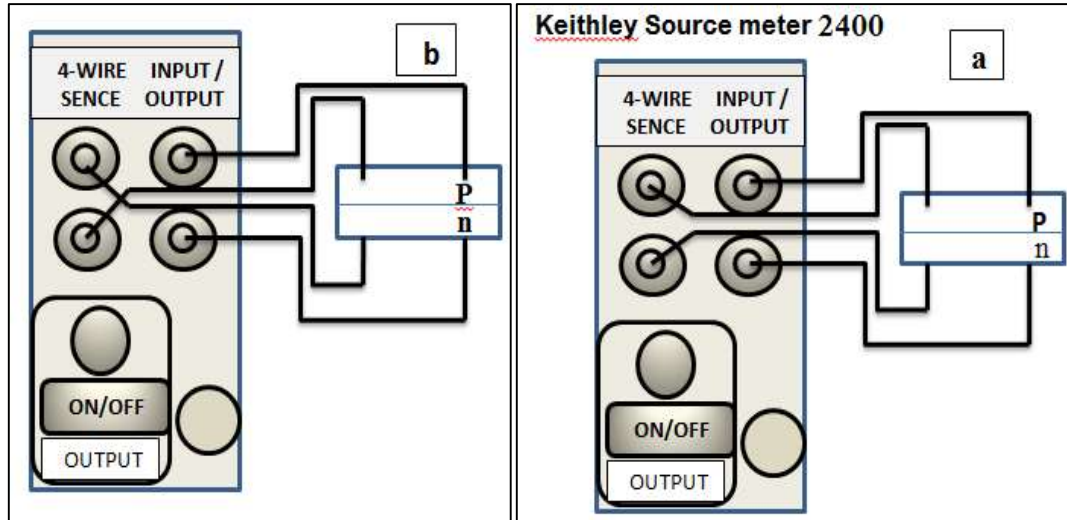 b
4-WIRE INPUT /
SENCE OUTPUT
P
n
ON/OFF
OUTPUT
Keithley Source meter 2400
a
4-WIRE INPUT /
SENCE OUTPUT
P
n
ON/OFF
OUTPUT